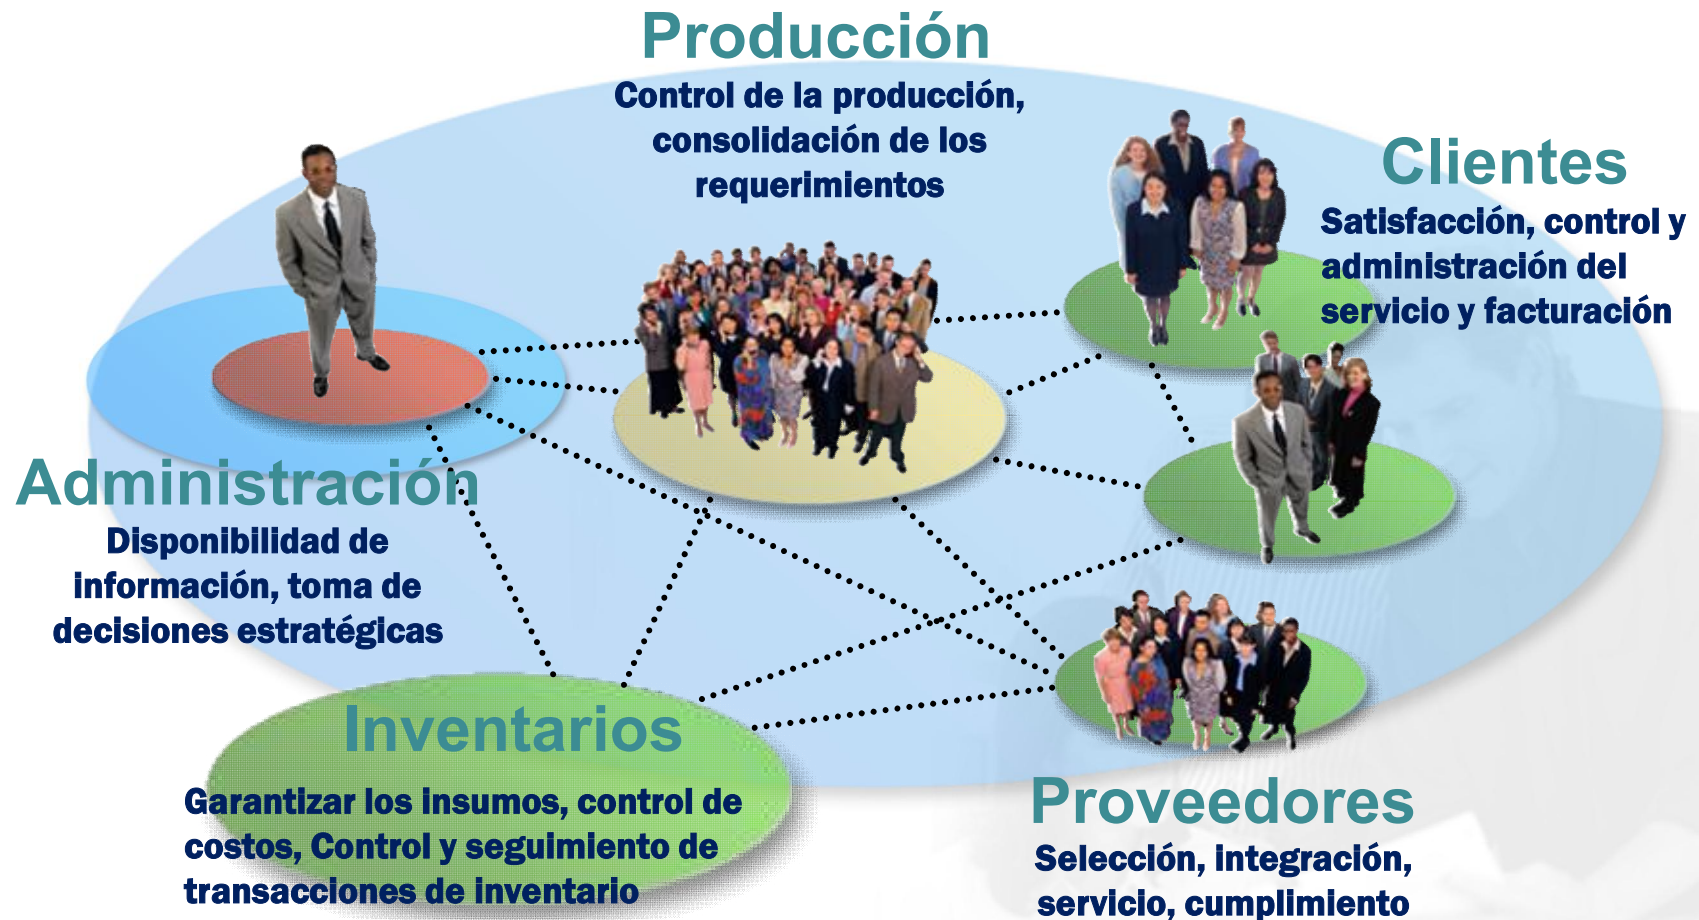 Producción
Control de la producción,
consolidación de los
requerimientos
Clientes
Satisfacción, control y
administración del
servicio y facturación
Administración
Disponibilidad de
información, toma de
decisiones estratégicas
Inventarios
Garantizar los insumos, control de
costos, Control y seguimiento de
transacciones de inventario
Proveedores
Selección, integración,
servicio, cumplimiento